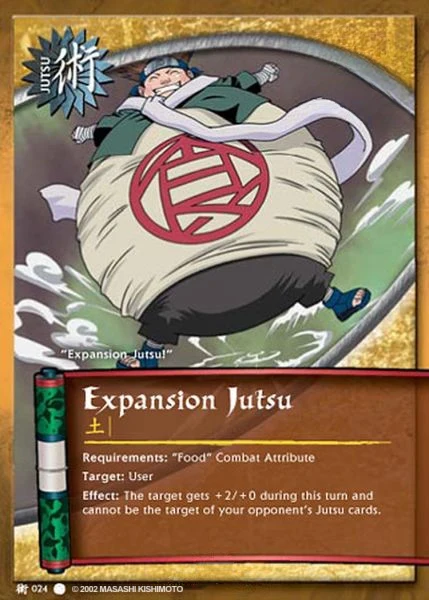 JUTSU 術
"Expansion Jutsu!"
Expansion Jutsu
土|
Requirements: "Food" Combat Attribute
Target: User
Effect: The target gets +2/+0 during this turn and
cannot be the target of your opponent's Jutsu cards.
術 024 © 2002 MASASHI KISHIMOTO